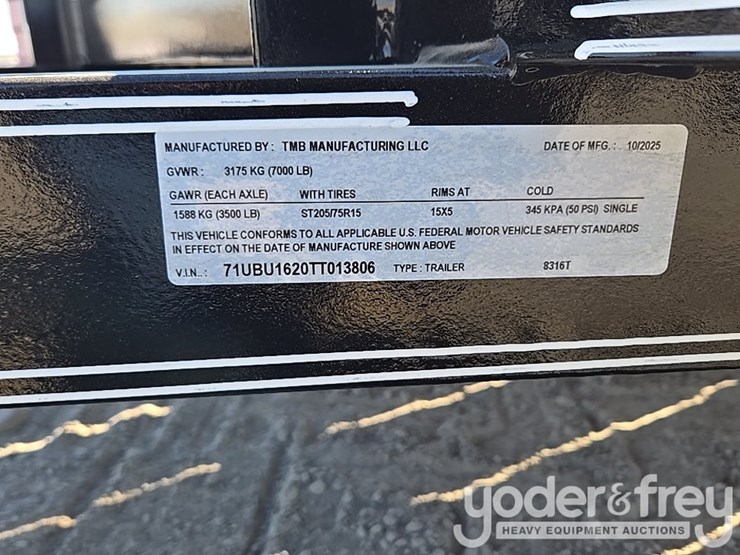 MANUFACTURED BY : TMB MANUFACTURING LLC DATE OF MFG. : 10/2025
GVWR : 3175 KG (7000 LB)
GAWR (EACH AXLE) WITH TIRES RIMS AT COLD
1588 KG (3500 LB) ST205/75R15 15X5 345 KPA (50 PSI) SINGLE
THIS VEHICLE CONFORMS TO ALL APPLICABLE U.S. FEDERAL MOTOR VEHICLE SAFETY STANDARDS
IN EFFECT ON THE DATE OF MANUFACTURE SHOWN ABOVE
V.I.N.. : 71UBU1620TT013806 TYPE : TRAILER 8316T
yoder&frey
HEAVY EQUIPMENT AUCTIONS